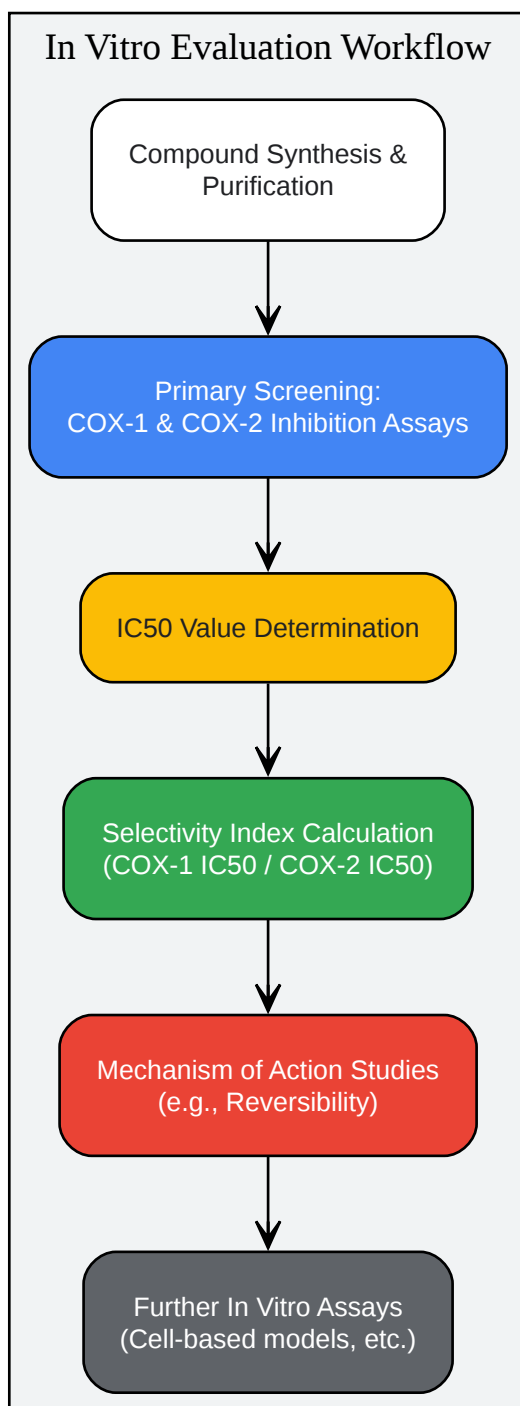 In Vitro Evaluation Workflow
Compound Synthesis &
Purification
Primary Screening:
COX-1 & COX-2 Inhibition Assays
IC50 Value Determination
Selectivity Index Calculation
(COX-1 IC50 / COX-2 IC50)
Mechanism of Action Studies
(e.g., Reversibility)
Further In Vitro Assays
(Cell-based models, etc.)